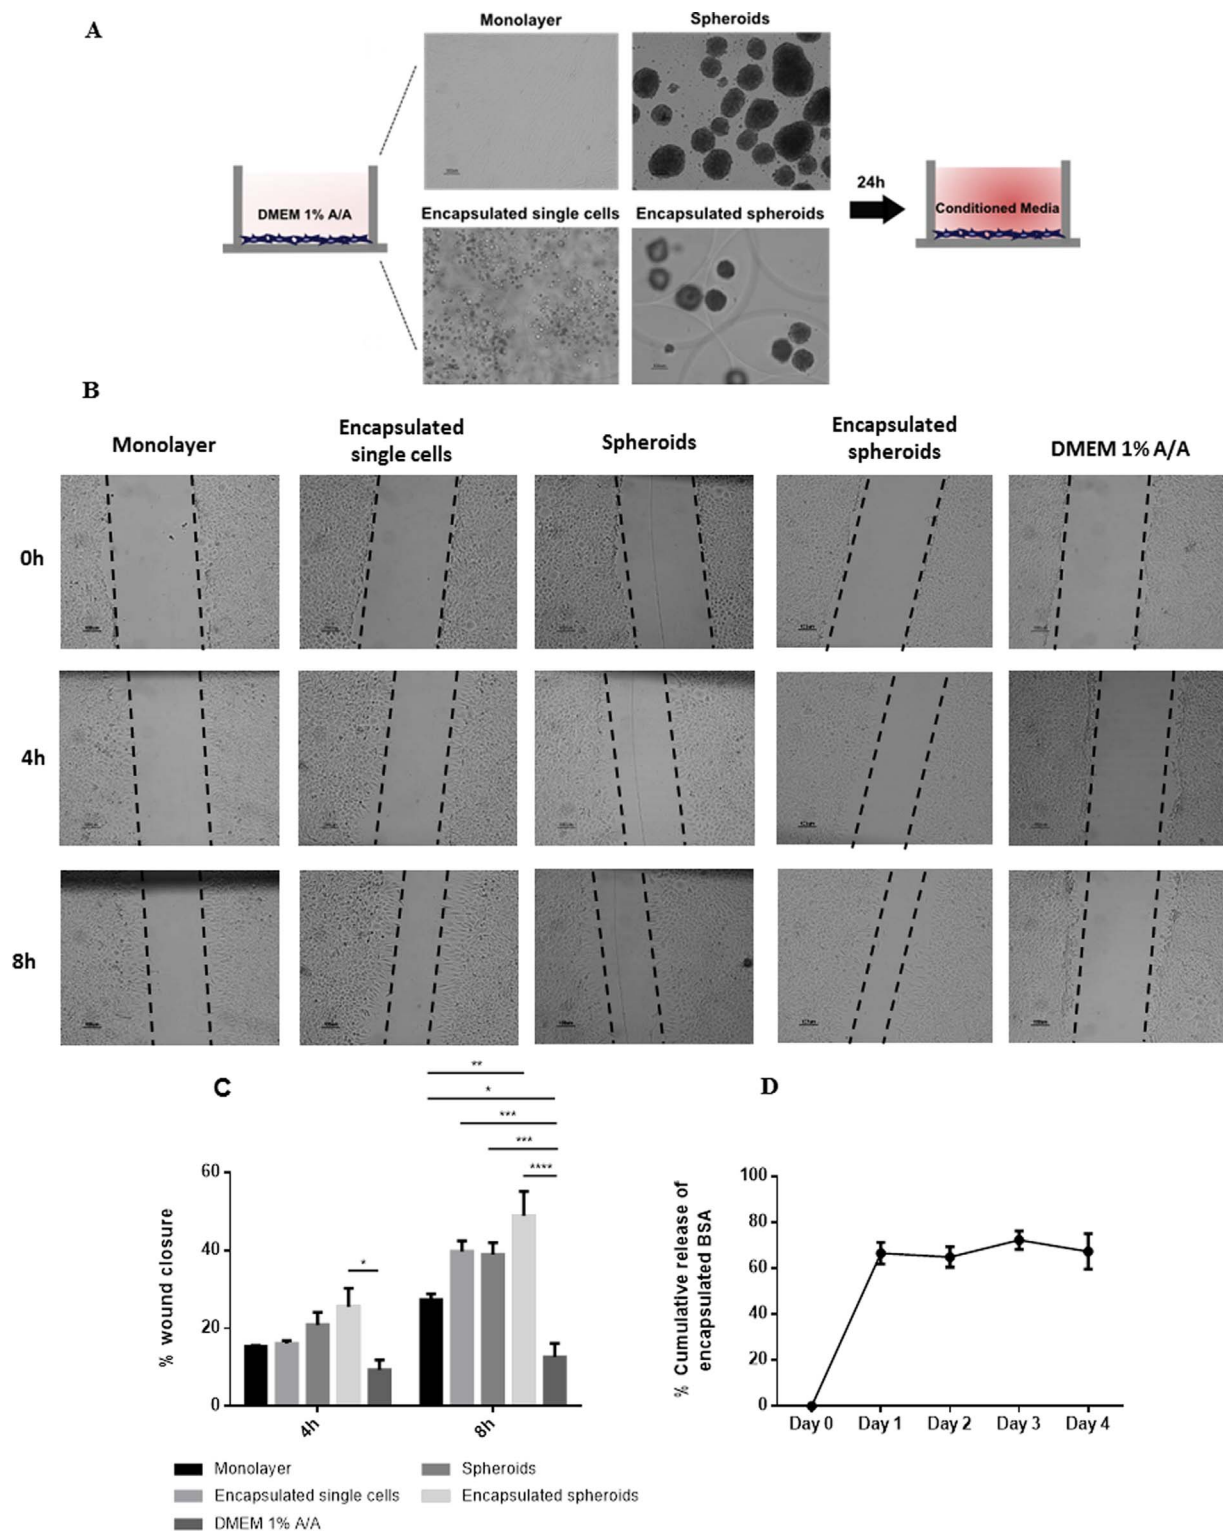 A
Monolayer
Spheroids
DMEM 1% A/A
Encapsulated single cells
Encapsulated spheroids
24h
Conditioned Media
B
Monolayer
Encapsulated
single cells
Spheroids
Encapsulated
spheroids
DMEM 1% A/A
0h
4h
8h
C
**
*
***
***
****
*
% wound closure
60
40
20
0
4h
8h
Monolayer
Spheroids
Encapsulated single cells
Encapsulated spheroids
DMEM 1% A/A
D
% Cumulative release of
encapsulated BSA
100
80
60
40
20
0
Day 0
Day 1
Day 2
Day 3
Day 4